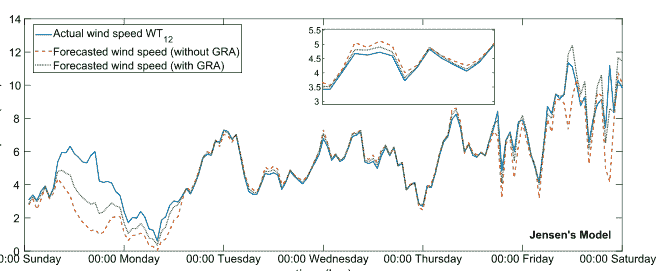 14
12
10
8
6
4
2
0
Actual wind speed WT12
Forecasted wind speed (without GRA)
Forecasted wind speed (with GRA)
5.5
5
4.5
4
3.5
3
Jensen's Model
0:00 Sunday 00:00 Monday 00:00 Tuesday 00:00 Wednesday 00:00 Thursday 00:00 Friday 00:00 Saturday